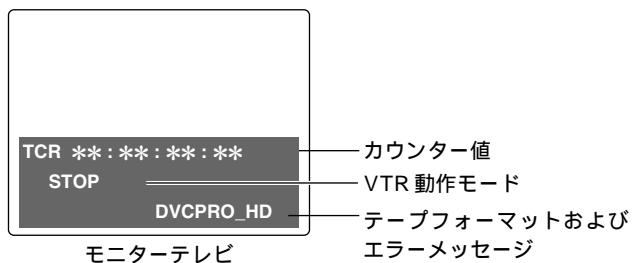 TCR **:**:**:**
カウンター値
STOP
VTR 動作モード
DVCPRO_HD
テープフォーマットおよび
エラーメッセージ
モニターテレビ